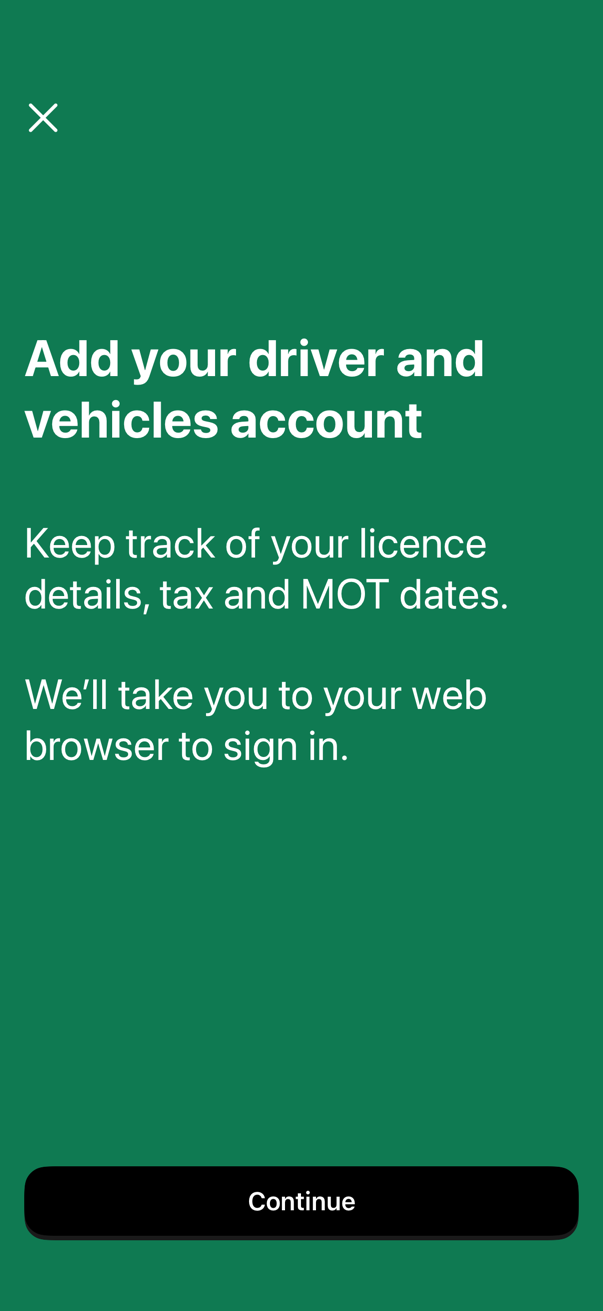 Add your driver and
vehicles account
Keep track of your licence
details, tax and MOT dates.
We’ll take you to your web
browser to sign in.
Continue